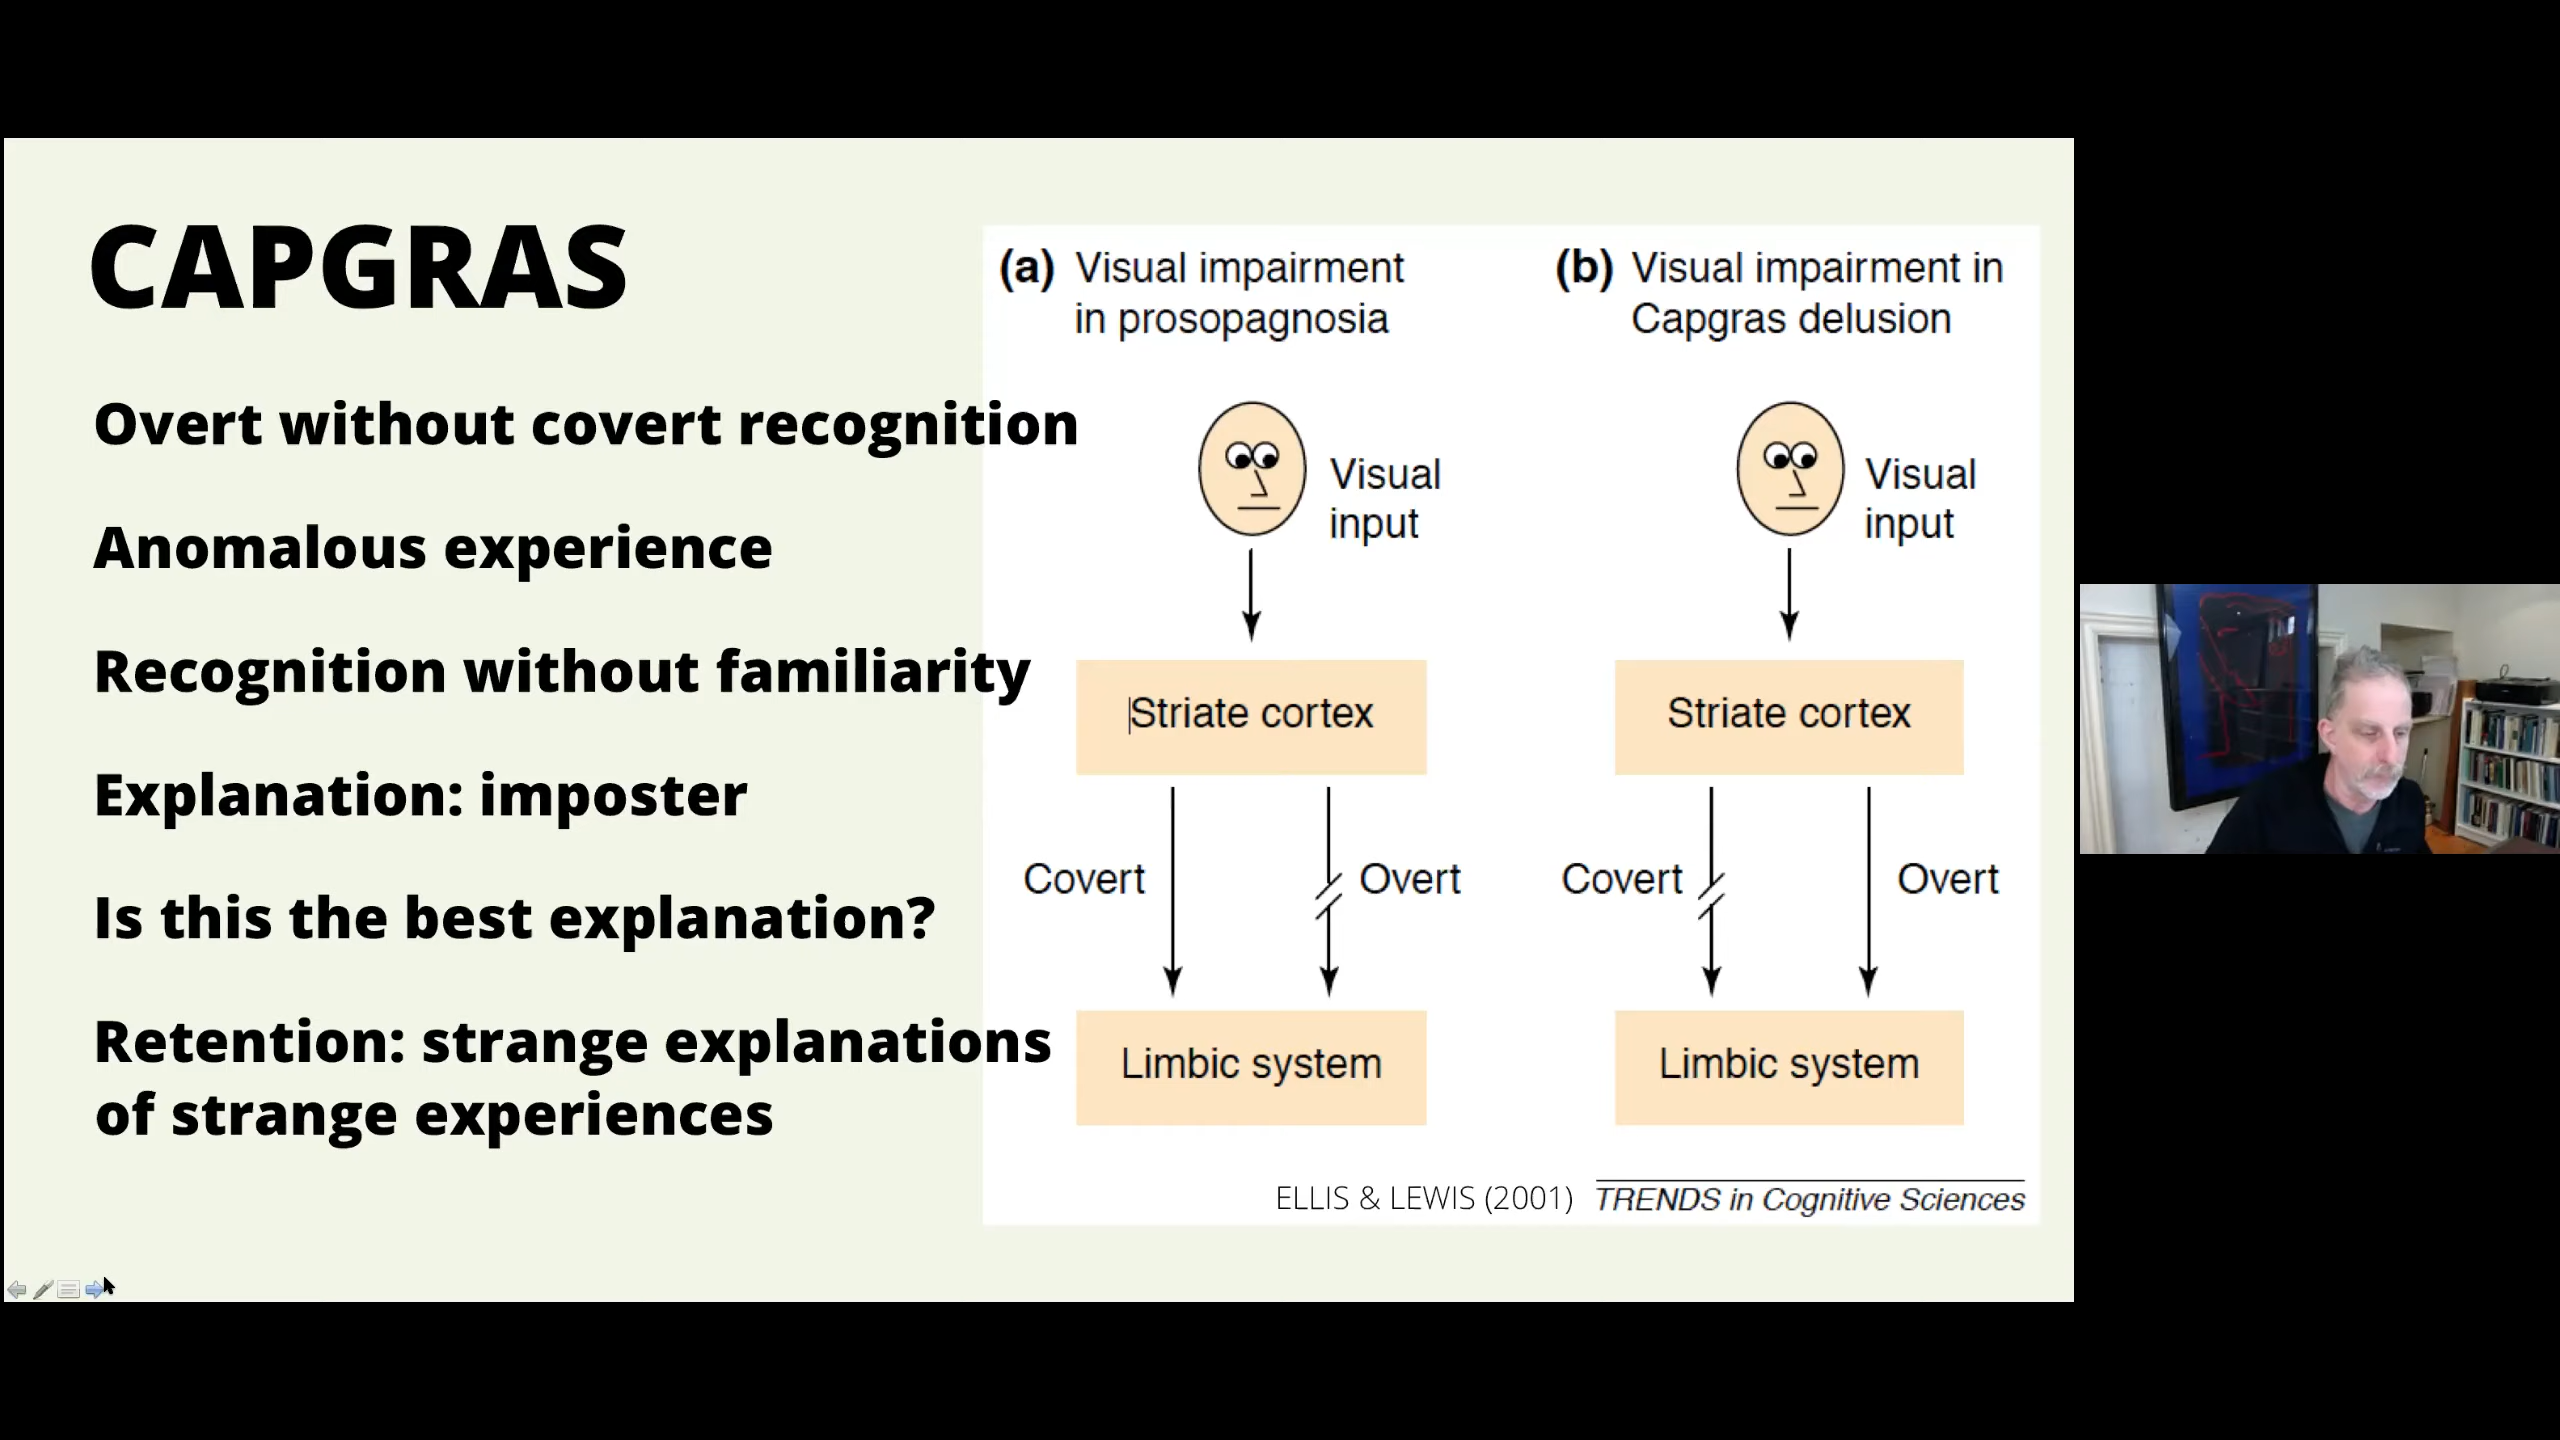 CAPGRAS
Overt without covert recognition
Anomalous experience
Recognition without familiarity
Explanation: imposter
Is this the best explanation?
Retention: strange explanations
of strange experiences
(a) Visual impairment
in prosopagnosia
Visual
input
Striate cortex
Covert
Overt
Limbic system
(b) Visual impairment in
Capgras delusion
Visual
input
Striate cortex
Covert
Overt
Limbic system
ELLIS & LEWIS (2001)
TRENDS in Cognitive Sciences